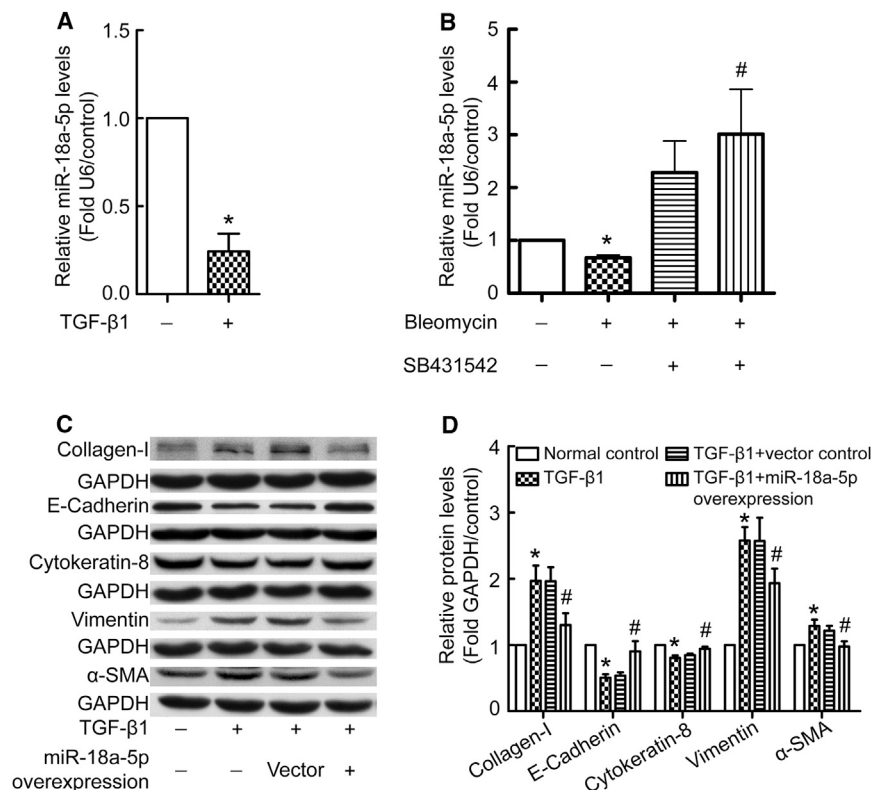 A
Relative miR-18a-5p levels
(Fold U6/control)
1.5
1.0
0.5
0.0
*
TGF-β1
– +
B
Relative miR-18a-5p levels
(Fold U6/control)
5
4
3
2
1
0
*
#
Bleomycin – + + +
SB431542 – – + +
C
Collagen-I
GAPDH
E-Cadherin
GAPDH
Cytokeratin-8
GAPDH
Vimentin
GAPDH
α-SMA
GAPDH
TGF-β1 – + + +
miR-18a-5p
overexpression – – Vector +
D
Relative protein levels
(Fold GAPDH/control)
4
3
2
1
0
Normal control
TGF-β1
TGF-β1+vector control
TGF-β1+miR-18a-5p
overexpression
* #
* #
* #
* #
* #
Collagen-I
E-Cadherin
Cytokeratin-8
Vimentin
α-SMA